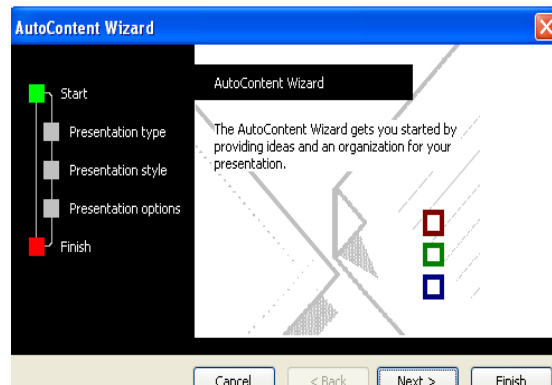 AutoContent Wizard
Start
Presentation type
Presentation style
Presentation options
Finish
AutoContent Wizard
The AutoContent Wizard gets you started by
providing ideas and an organization for your
presentation.
Cancel < Back Next > Finish